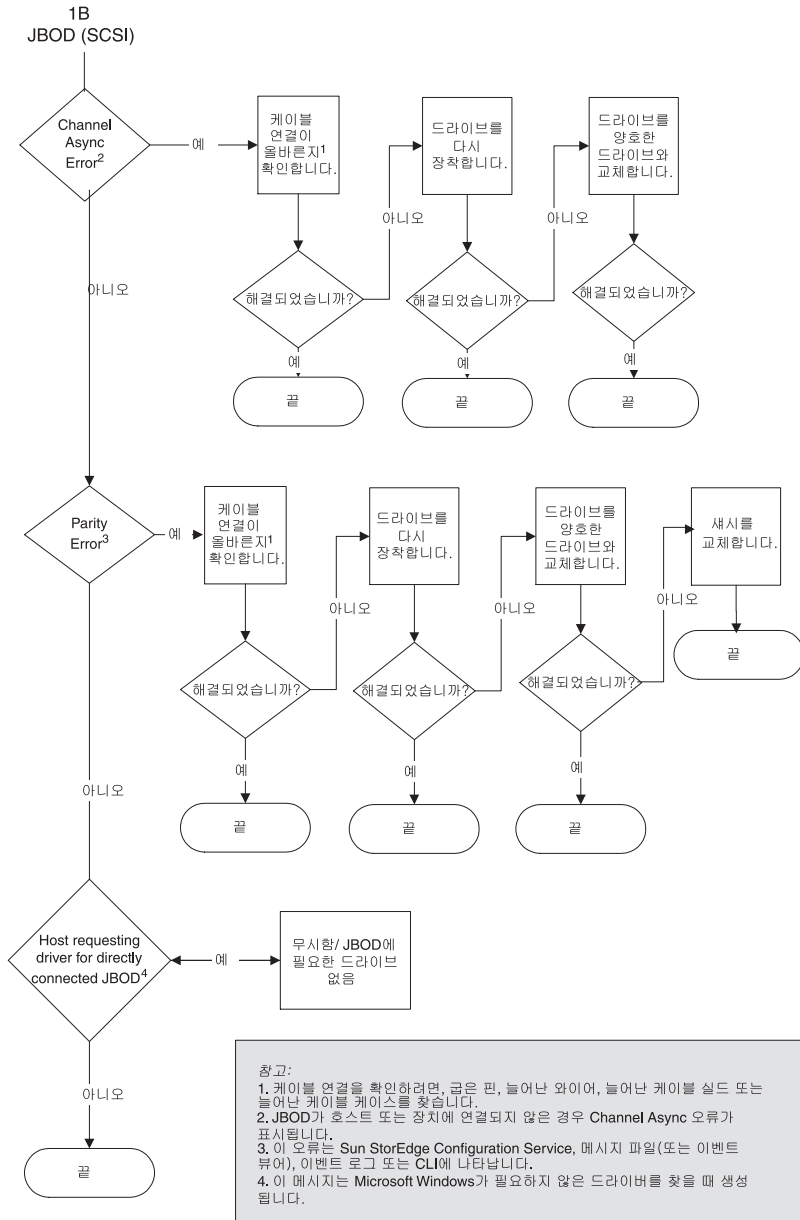 1B
JBOD (SCSI)
Channel
Async
Error2
예
케이블
연결이
올바른지1
확인합니다.
아니오
드라이브를
다시
장착합니다.
아니오
드라이브를
양호한
드라이브와
교체합니다.
해결되었습니까?
해결되었습니까?
해결되었습니까?
예
예
예
끝
끝
끝
아니오
Parity
Error3
예
케이블
연결이
올바른지1
확인합니다.
아니오
드라이브를
다시
장착합니다.
아니오
드라이브를
양호한
드라이브와
교체합니다.
아니오
섀시를
교체합니다.
끝
해결되었습니까?
해결되었습니까?
해결되었습니까?
예
예
예
끝
끝
끝
아니오
Host requesting
driver for directly
connected JBOD4
예
무시함/ JBOD에
필요한 드라이브
없음
아니오
끝
참고:
1. 케이블 연결을 확인하려면, 굽은 핀, 늘어난 와이어, 늘어난 케이블 실드 또는
늘어난 케이블 케이스를 찾습니다.
2. JBOD가 호스트 또는 장치에 연결되지 않은 경우 Channel Async 오류가
표시됩니다.
3. 이 오류는 Sun StorEdge Configuration Service, 메시지 파일(또는 이벤트
뷰어), 이벤트 로그 또는 CLI에 나타납니다.
4. 이 메시지는 Microsoft Windows가 필요하지 않은 드라이버를 찾을 때 생성
됩니다.